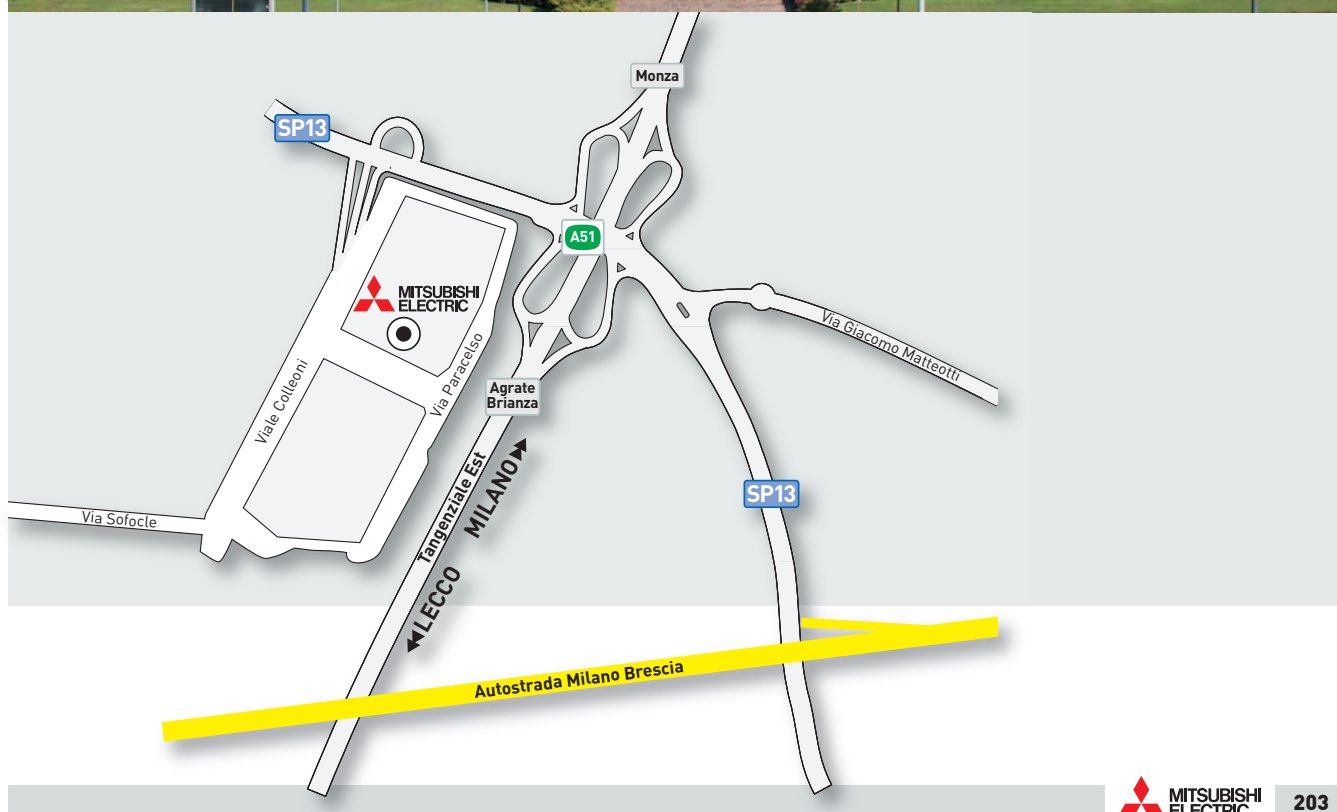 Monza
SP13
A51
MITSUBISHI
ELECTRIC
Via Giacomo Matteotti
Via Paracelso
Viale Colleoni
Agrate
Brianza
Tangenziale Est
MILANO
SP13
Via Sofocle
LECCO
Autostrada Milano Brescia
MITSUBISHI
ELECTRIC
203